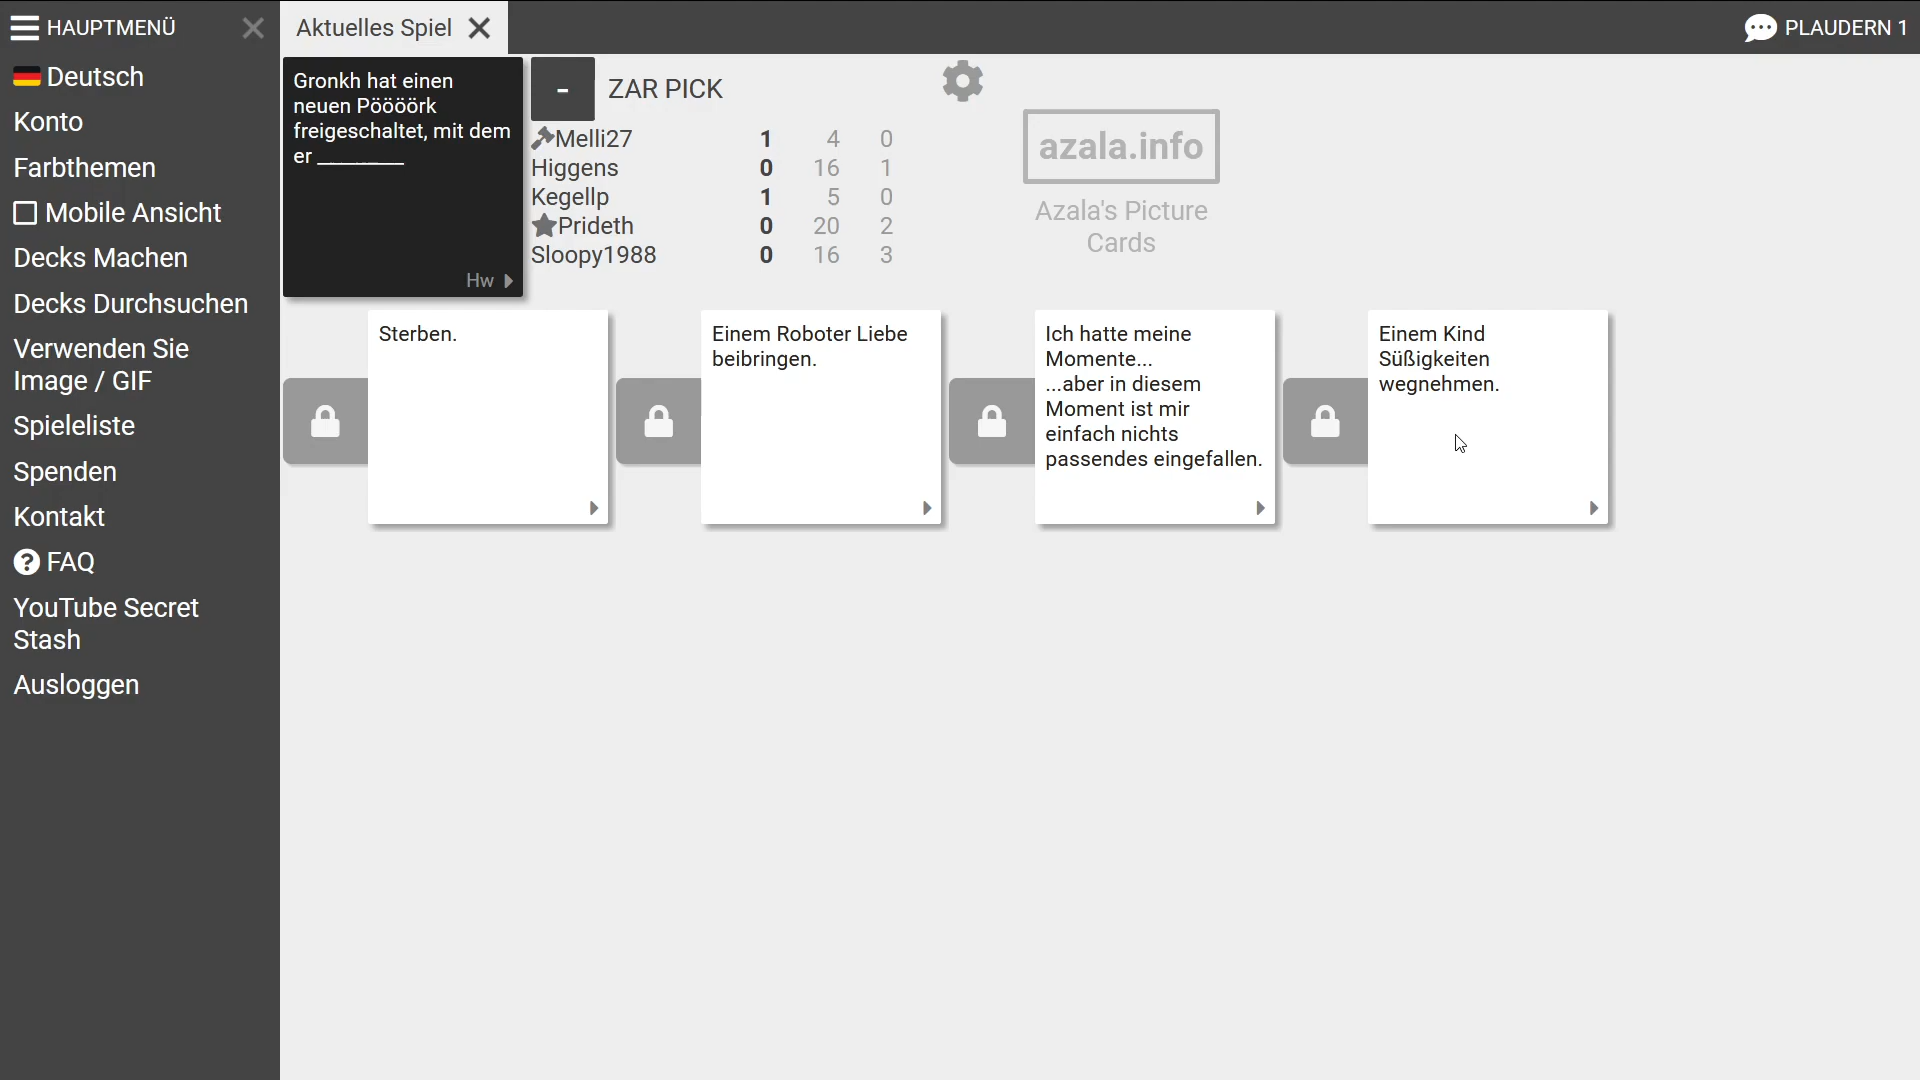 HAUPTMENÜ
Aktuelles Spiel
PLAUDERN 1
Deutsch
Konto
Farbthemen
Mobile Ansicht
Decks Machen
Decks Durchsuchen
Verwenden Sie
Image / GIF
Spieleliste
Spenden
Kontakt
FAQ
YouTube Secret
Stash
Ausloggen
Gronkh hat einen
neuen Pöööörk
freigeschaltet, mit dem
er ________
Hw
-
ZAR PICK
Melli27 1 4 0
Higgens 0 16 1
Kegellp 1 5 0
Prideth 0 20 2
Sloopy1988 0 16 3
azala.info
Azala's Picture
Cards
Sterben.
Einem Roboter Liebe
beibringen.
Ich hatte meine
Momente...
...aber in diesem
Moment ist mir
einfach nichts
passendes eingefallen.
Einem Kind
Süßigkeiten
wegnehmen.